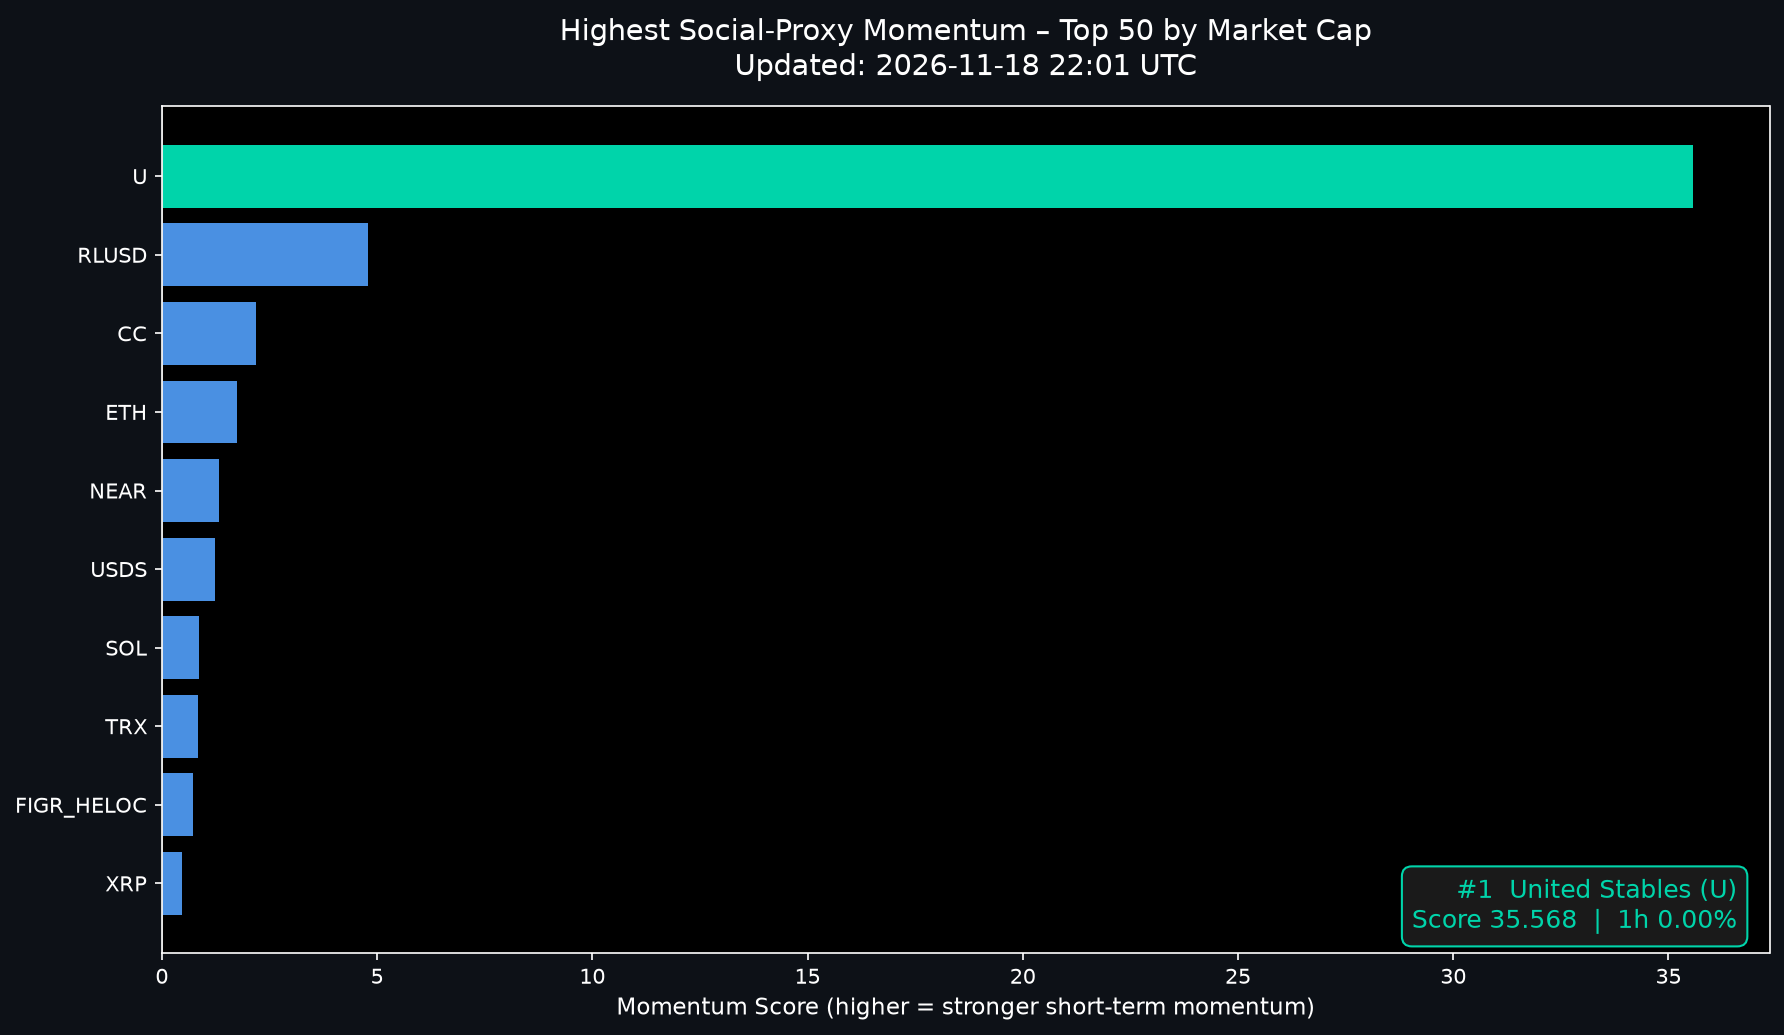 Highest Social-Proxy Momentum – Top 50 by Market Cap
Updated: 2026-11-18 22:01 UTC
U
RLUSD
CC
ETH
NEAR
USDS
SOL
TRX
FIGR_HELOC
XRP
#1  United Stables (U)
Score 35.568  |  1h 0.00%
0 5 10 15 20 25 30 35
Momentum Score (higher = stronger short-term momentum)